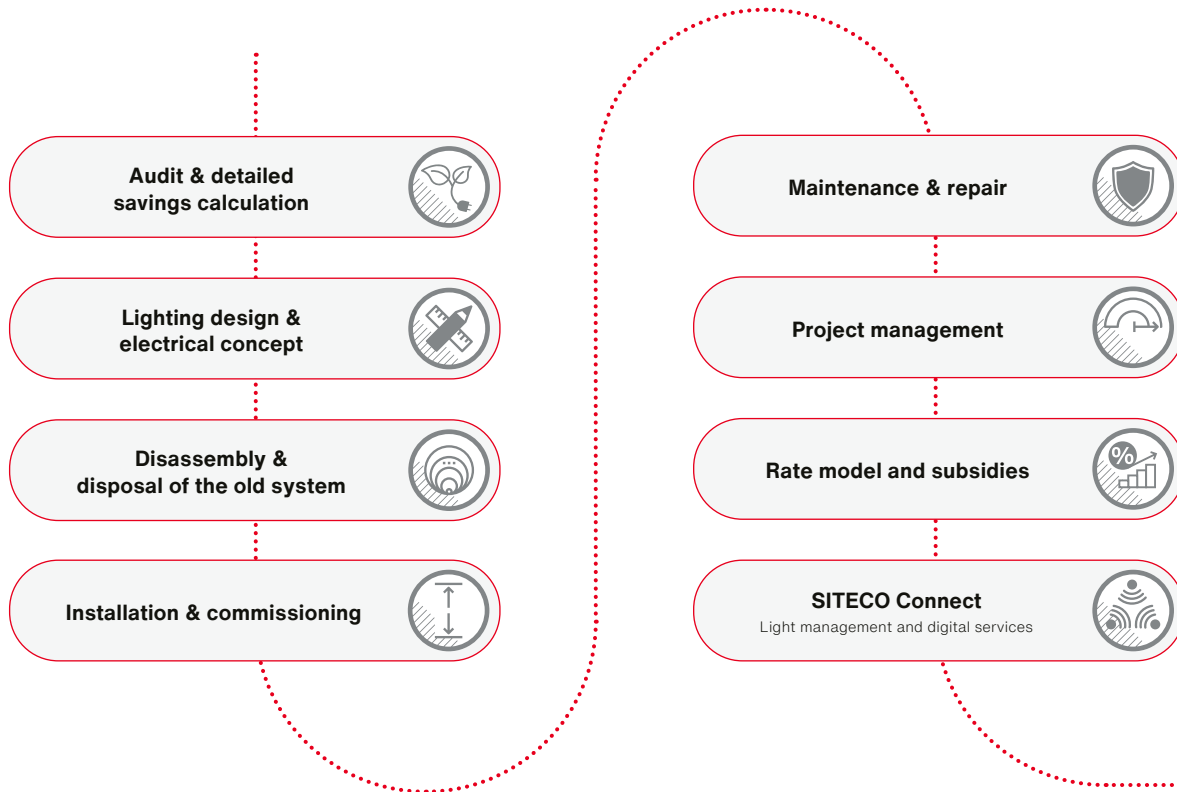 Audit & detailed
savings calculation
Lighting design &
electrical concept
Disassembly &
disposal of the old system
Installation & commissioning
Maintenance & repair
Project management
Rate model and subsidies
%
SITECO Connect
Light management and digital services